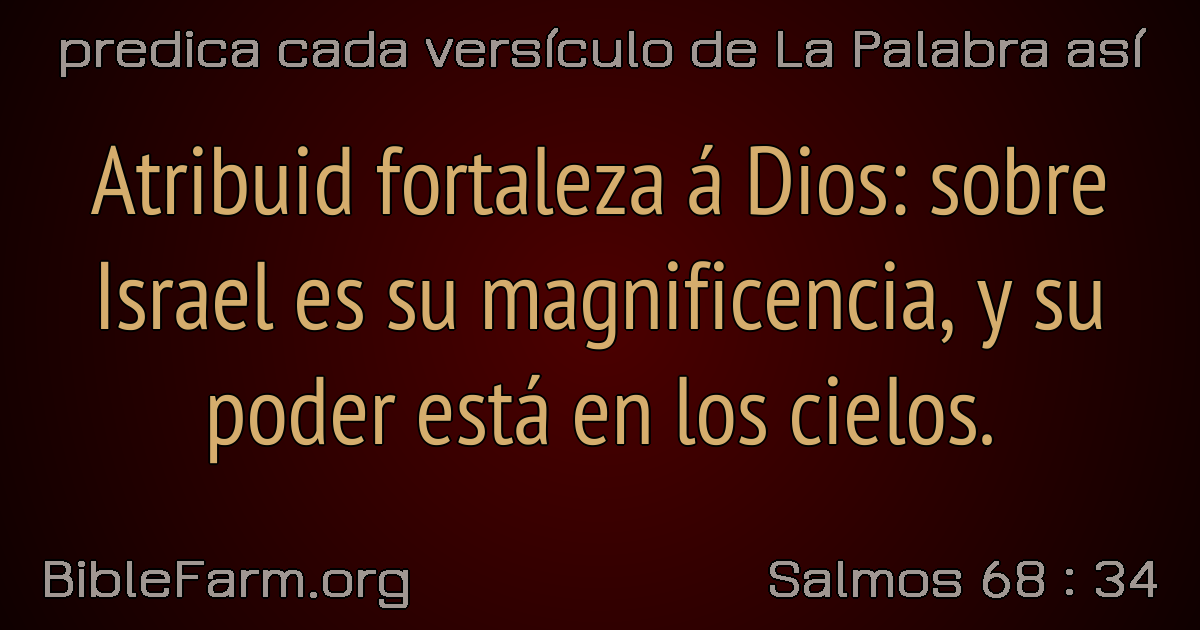 predica cada versículo de La Palabra así
Atribuid fortaleza á Dios: sobre
Israel es su magnificencia, y su
poder está en los cielos.
BibleFarm.org
Salmos 68 : 34